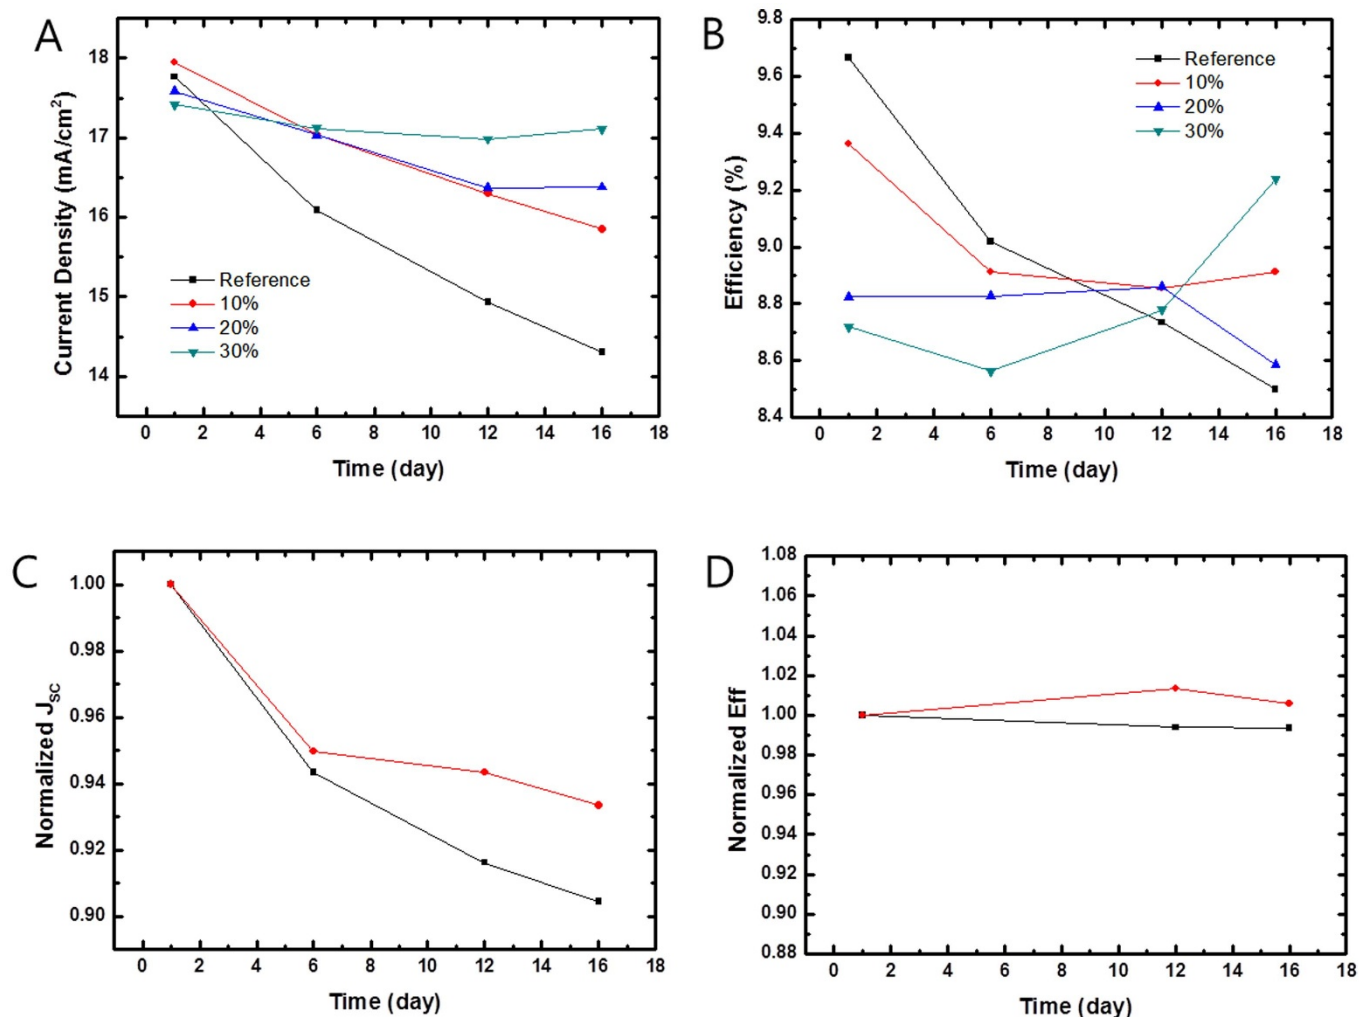 A
18
17
16
15
14
Current Density (mA/cm²)
Reference
10%
20%
30%
0 2 4 6 8 10 12 14 16 18
Time (day)
B
9.8
9.6
9.4
9.2
9.0
8.8
8.6
8.4
Efficiency (%)
Reference
10%
20%
30%
0 2 4 6 8 10 12 14 16 18
Time (day)
C
1.00
0.98
0.96
0.94
0.92
0.90
Normalized J_SC
0 2 4 6 8 10 12 14 16 18
Time (day)
D
1.08
1.06
1.04
1.02
1.00
0.98
0.96
0.94
0.92
0.90
0.88
Normalized Eff
0 2 4 6 8 10 12 14 16 18
Time (day)